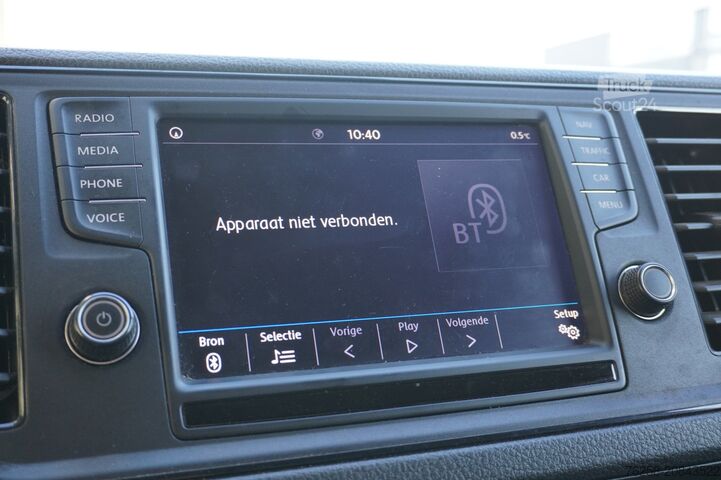 Truck
Scout24
RADIO
MEDIA
PHONE
VOICE
10:40
0.5°C
NAV
TRAFFIC
CAR
MENU
Apparaat niet verbonden.
BT
Bron
Selectie
Vorige
Play
Volgende
Setup